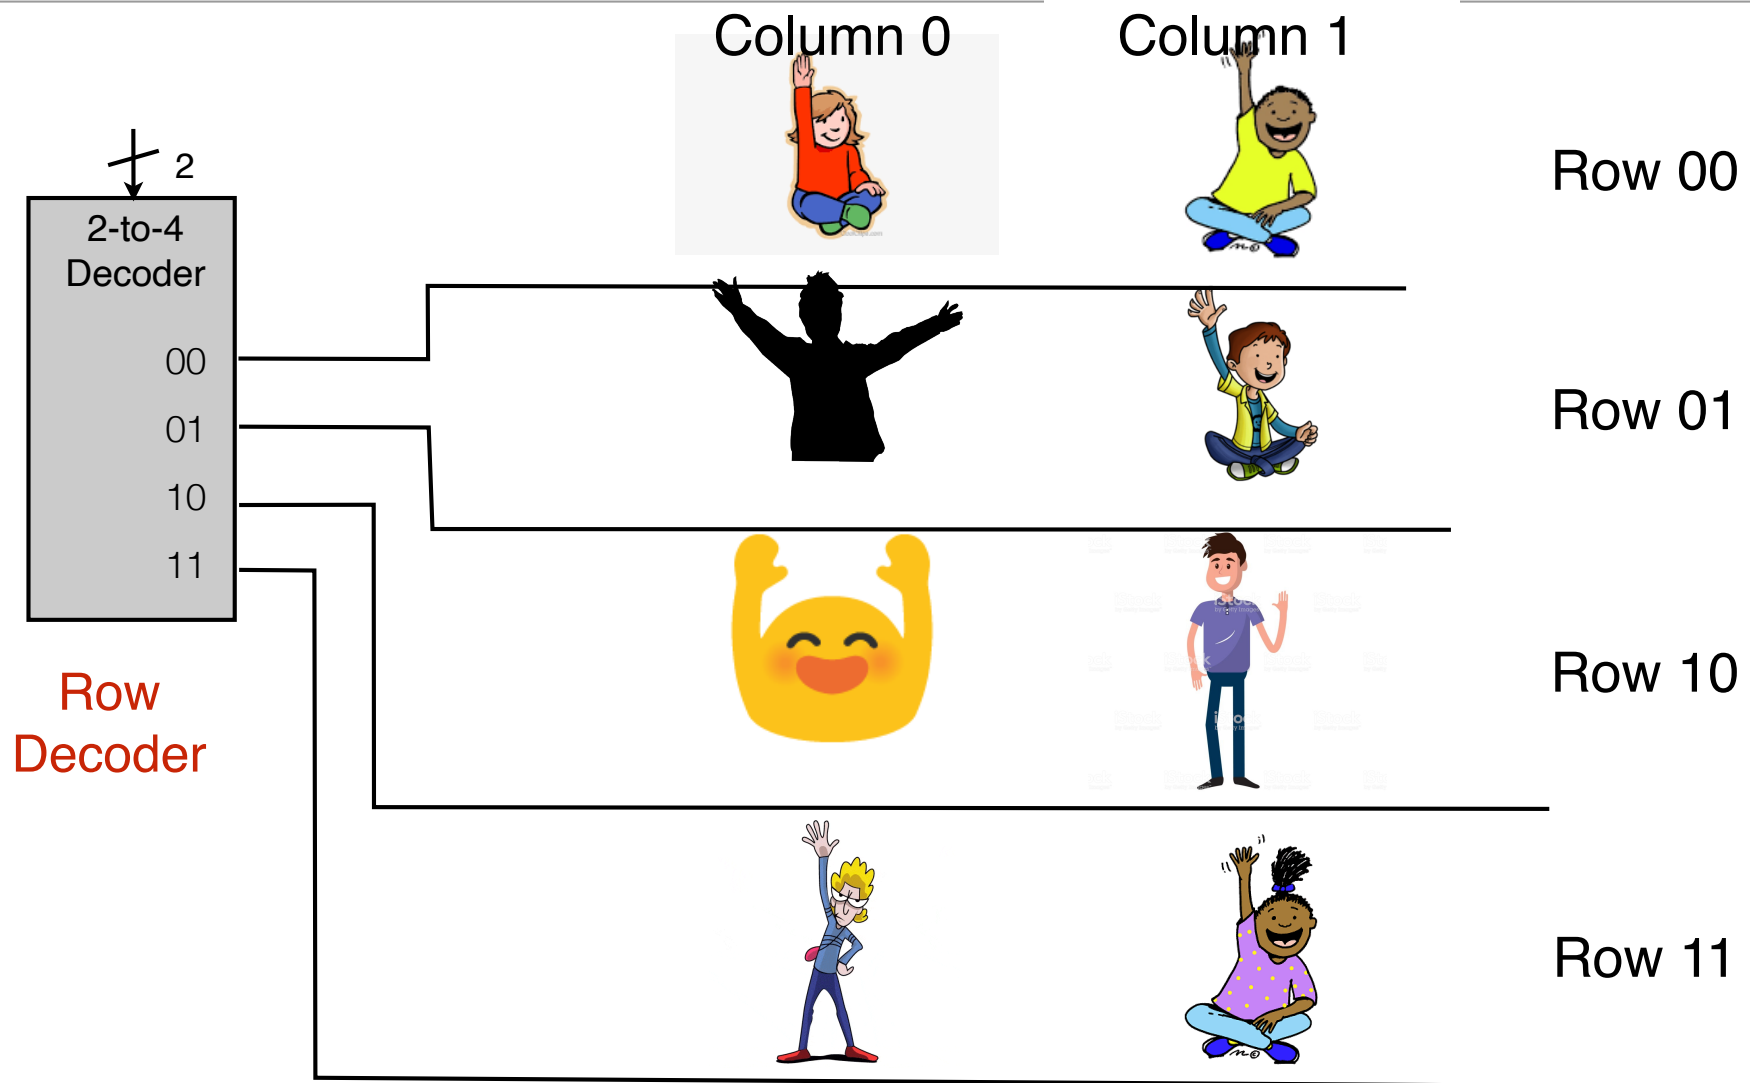 Column 0
Column 1
2
2-to-4
Decoder
00
01
10
11
Row
Decoder
Row 00
Row 01
Row 10
Row 11
iStock